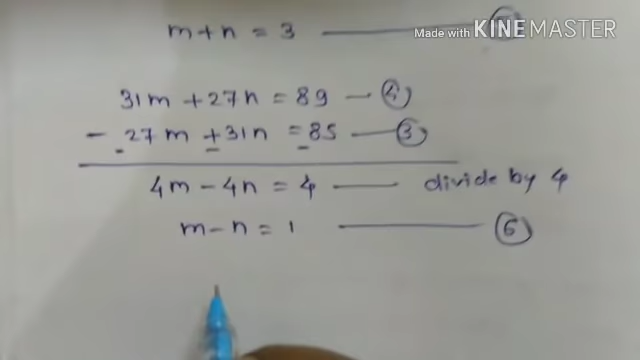 m+n = 3
Made with KINEMASTER
31m +27n = 89 — ④
- 27m + 31n = 85 — ③
- - -
4m - 4n = 4 — divide by 4
m - n = 1 — ⑥